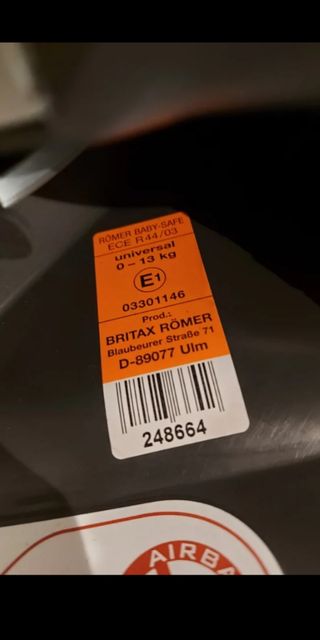 RÖMER BABY-SAFE
ECE R44/03
universal
0 – 13 kg
E1
03301146
Prod.:
BRITAX RÖMER
Blaubeurer Straße 71
D-89077 Ulm
248664
AIRBA